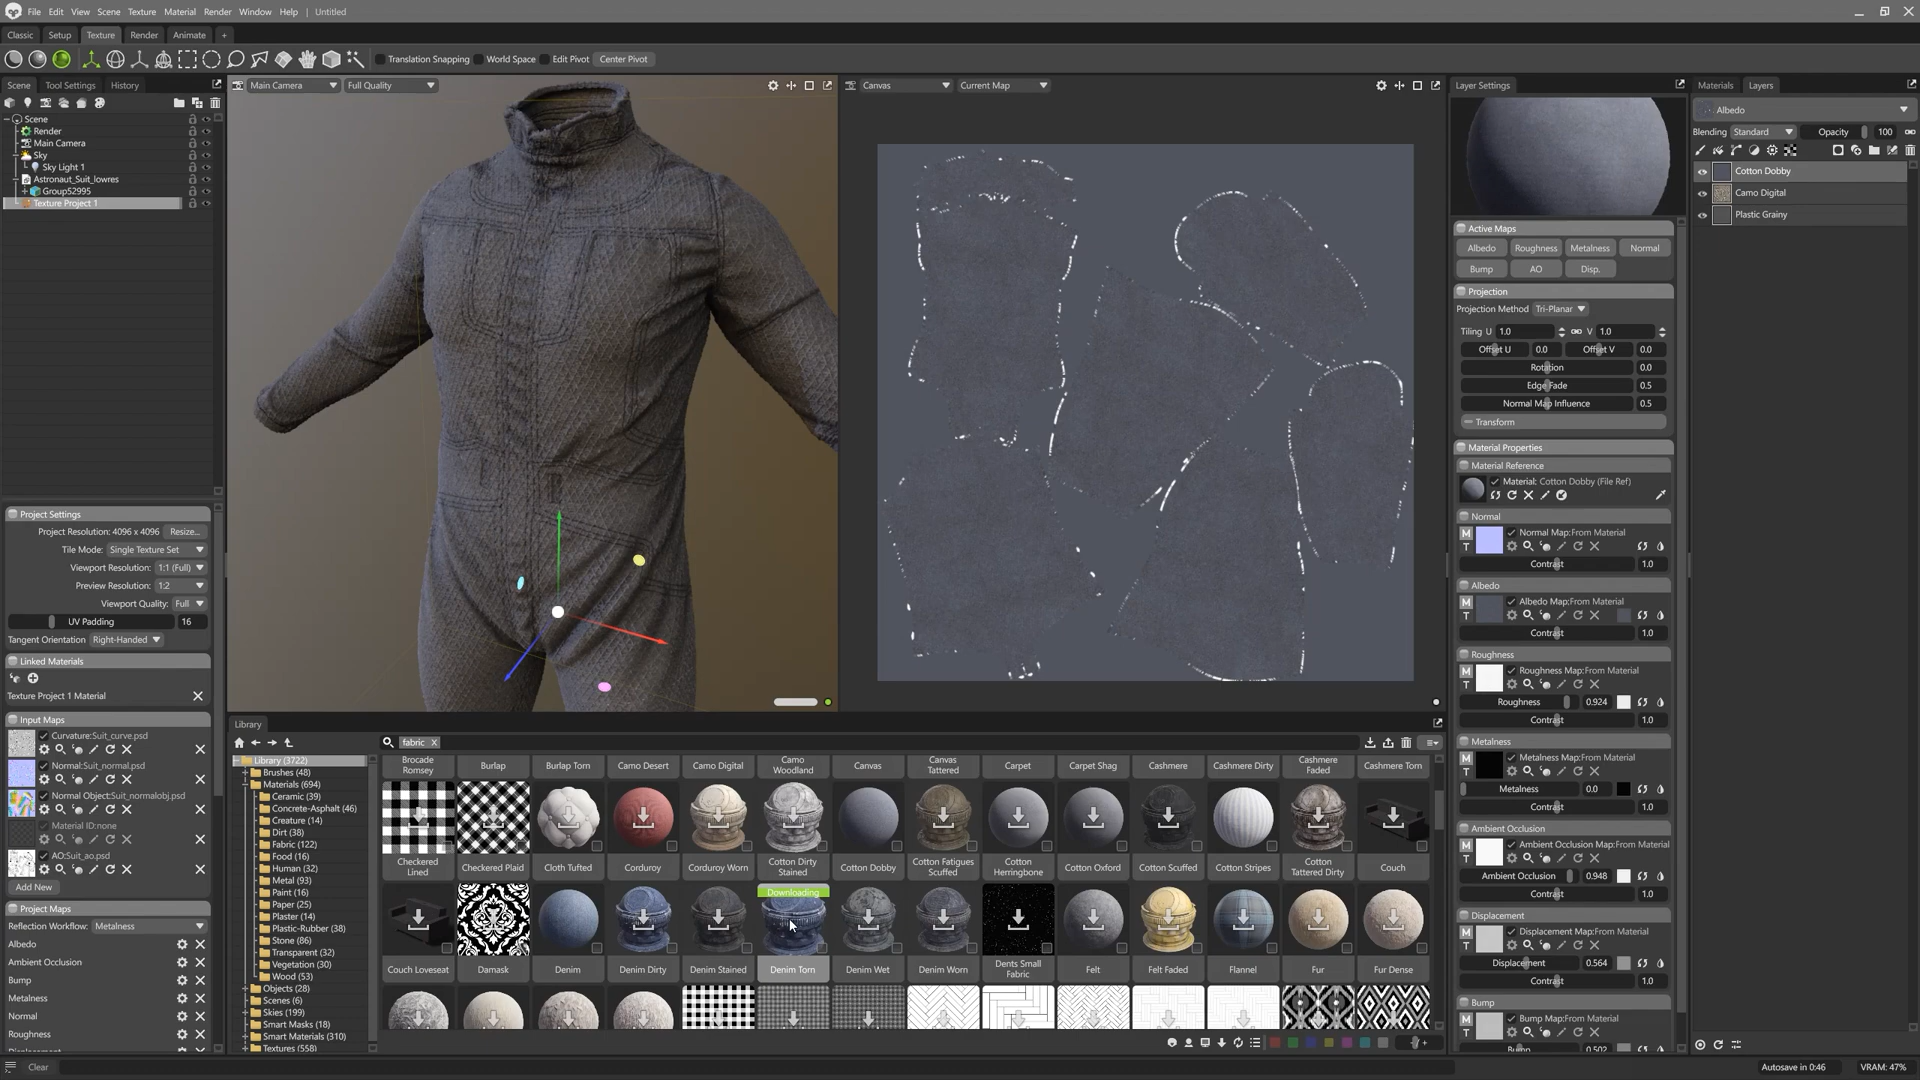 File Edit View Scene Texture Material Render Window Help Untitled
Classic Setup Texture Render Animate +
Translation Snapping World Space Edit Pivot Center Pivot
Scene Tool Settings History
Scene
Render
Main Camera
Sky
Sky Light 1
Astronaut_Suit_lowres
Group52995
Texture Project 1
Project Settings
Project Resolution: 4096 x 4096 Resize...
Tile Mode: Single Texture Set
Viewport Resolution: 1:1 (Full)
Preview Resolution: 1:2
Viewport Quality: Full
UV Padding 16
Tangent Orientation Right-Handed
Linked Materials
Texture Project 1 Material
Input Maps
Curvature:Suit_curve.psd
Normal:Suit_normal.psd
Normal Object:Suit_normalobj.psd
Material ID:none
AO:Suit_ao.psd
Add New
Project Maps
Reflection Workflow: Metalness
Albedo
Ambient Occlusion
Bump
Metalness
Normal
Roughness
Displacement
Clear
Main Camera Full Quality
Canvas Current Map
Library
fabric X
Library (3722)
Brushes (48)
Materials (694)
Ceramic (39)
Concrete-Asphalt (46)
Creature (14)
Dirt (38)
Fabric (122)
Food (16)
Human (32)
Metal (93)
Paint (16)
Paper (25)
Plaster (14)
Plastic-Rubber (38)
Stone (86)
Transparent (32)
Vegetation (30)
Wood (53)
Objects (28)
Scenes (6)
Skies (199)
Smart Masks (18)
Smart Materials (310)
Textures (558)
Brocade Romsey Burlap Burlap Torn Camo Desert Camo Digital Camo Woodland Canvas Canvas Tattered Carpet Carpet Shag Cashmere Cashmere Dirty Cashmere Faded Cashmere Torn
Checkered Lined Checkered Plaid Cloth Tufted Corduroy Corduroy Worn Cotton Dirty Stained Cotton Dobby Cotton Fatigues Scuffed Cotton Herringbone Cotton Oxford Cotton Scuffed Cotton Stripes Cotton Tattered Dirty Couch
Downloading
Couch Loveseat Damask Denim Denim Dirty Denim Stained Denim Torn Denim Wet Denim Worn Dents Small Fabric Felt Felt Faded Flannel Fur Fur Dense
Layer Settings
Active Maps
Albedo Roughness Metalness Normal
Bump AO Disp.
Projection
Projection Method Tri-Planar
Tiling U 1.0 V 1.0
Offset U 0.0 Offset V 0.0
Rotation 0.0
Edge Fade 0.5
Normal Map Influence 0.5
Transform
Material Properties
Material Reference
Material: Cotton Dobby (File Ref)
Normal
M Normal Map:From Material
T
Contrast 1.0
Albedo
M Albedo Map:From Material
T
Contrast 1.0
Roughness
M Roughness Map:From Material
T
Roughness 0.924
Contrast 1.0
Metalness
M Metalness Map:From Material
T
Metalness 0.0
Contrast 1.0
Ambient Occlusion
M Ambient Occlusion Map:From Material
T
Ambient Occlusion 0.948
Contrast 1.0
Displacement
M Displacement Map:From Material
T
Displacement 0.564
Contrast 1.0
Bump
M Bump Map:From Material
T
Bump 0.502
Materials Layers
Albedo
Blending Standard Opacity 100
Cotton Dobby
Camo Digital
Plastic Grainy
Autosave in 0:46 VRAM: 47%